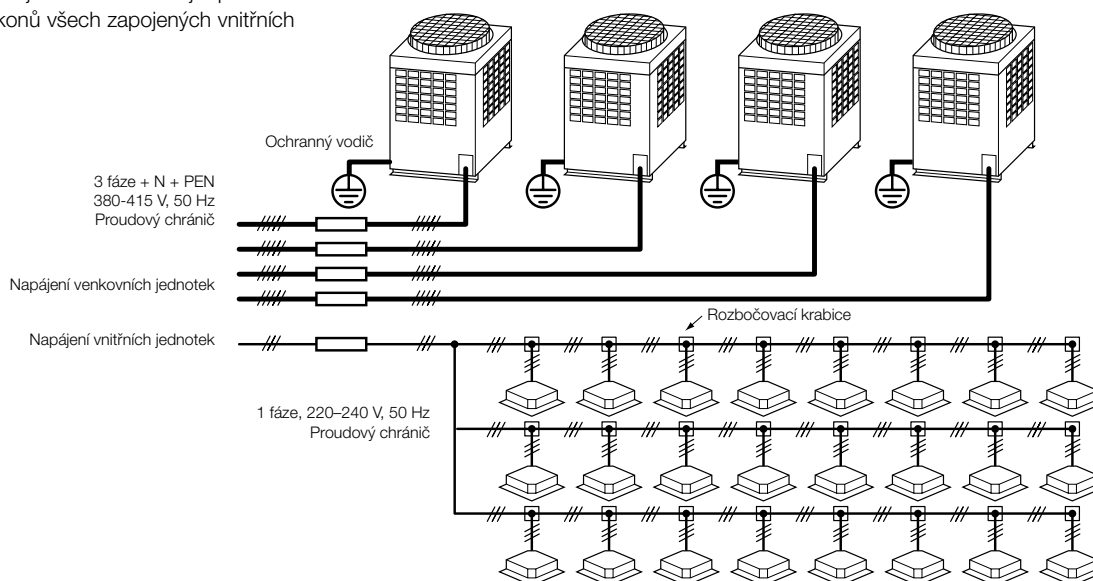 konů všech zapojených vnitřních
Ochranný vodič
3 fáze + N + PEN
380-415 V, 50 Hz
Proudový chránič
Napájení venkovních jednotek
Rozbočovací krabice
Napájení vnitřních jednotek
1 fáze, 220–240 V, 50 Hz
Proudový chránič